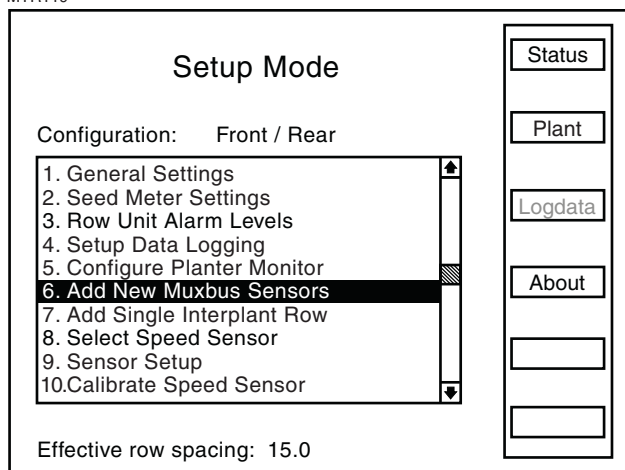 Setup Mode
Configuration: Front / Rear
1. General Settings
2. Seed Meter Settings
3. Row Unit Alarm Levels
4. Setup Data Logging
5. Configure Planter Monitor
6. Add New Muxbus Sensors
7. Add Single Interplant Row
8. Select Speed Sensor
9. Sensor Setup
10.Calibrate Speed Sensor
Effective row spacing: 15.0
Status
Plant
Logdata
About